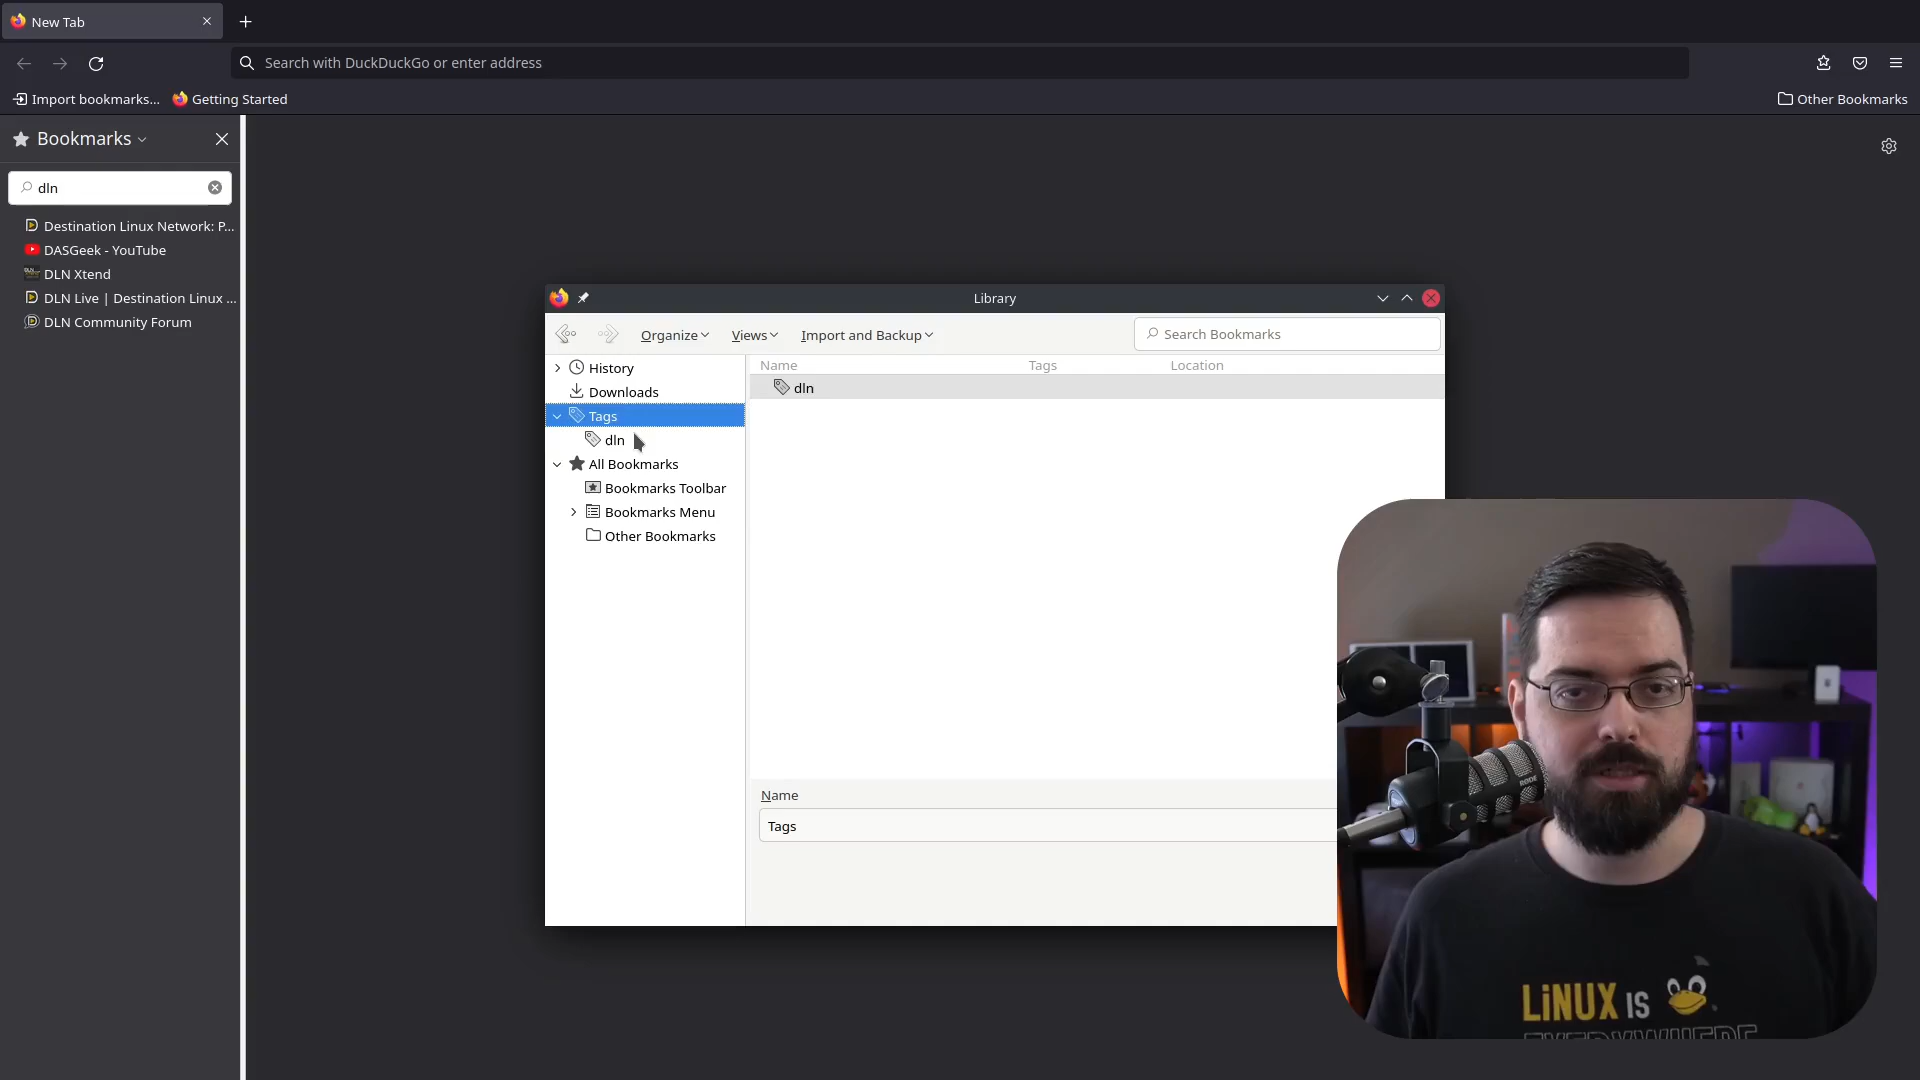 New Tab
Search with DuckDuckGo or enter address
Import bookmarks...
Getting Started
Other Bookmarks
Bookmarks
dln
Destination Linux Network: P...
DASGeek - YouTube
DLN Xtend
DLN Live | Destination Linux ...
DLN Community Forum
Library
Organize
Views
Import and Backup
Search Bookmarks
History
Downloads
Tags
dln
All Bookmarks
Bookmarks Toolbar
Bookmarks Menu
Other Bookmarks
Name Tags Location
dln
Name
Tags
RODE
LiNUX IS
EVERYWHERE